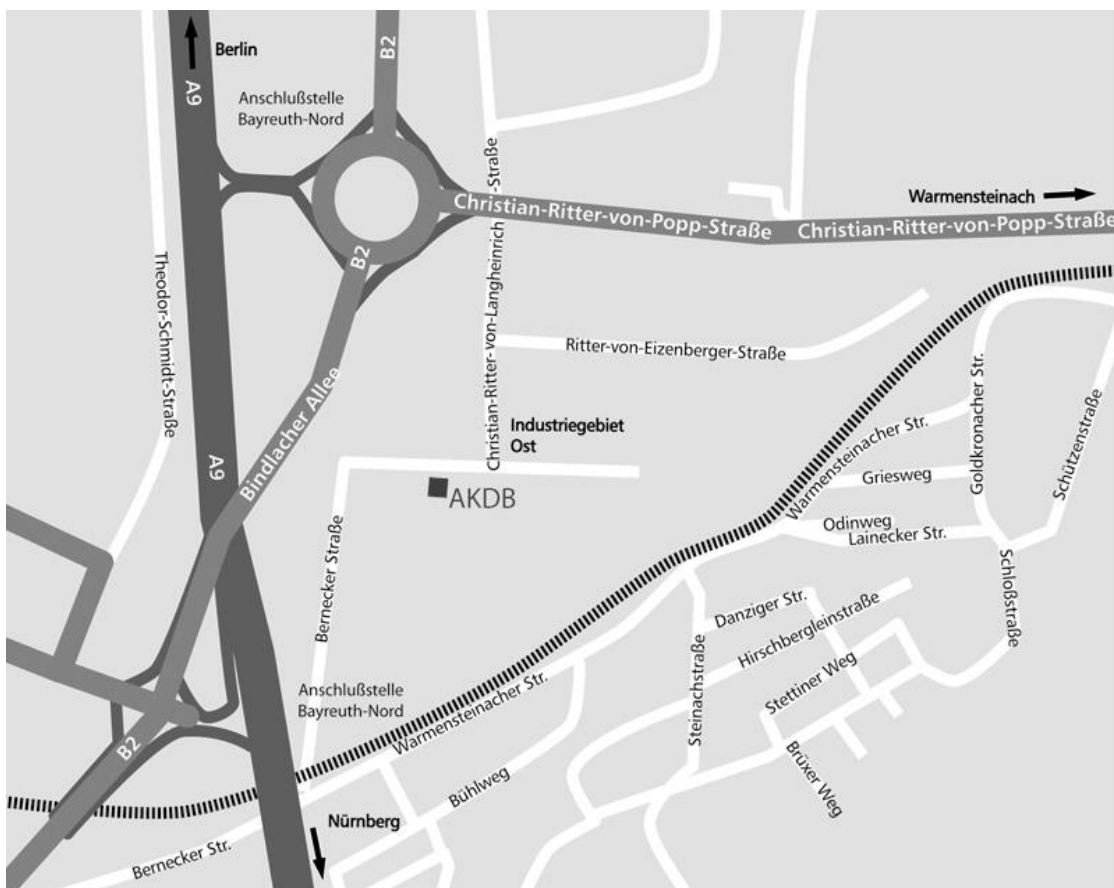 B2
Berlin
A9
Anschlußstelle
Bayreuth-Nord
Christian-Ritter-von-Langheinrich-Straße
Warmensteinach
Christian-Ritter-von-Popp-Straße
Christian-Ritter-von-Popp-Straße
B2
Theodor-Schmidt-Straße
Ritter-von-Eizenberger-Straße
Bindlacher Allee
Industriegebiet
Ost
A9
AKDB
Goldkronacher Str.
Schützenstraße
Warmensteinacher Str.
Griesweg
Odinweg
Lainecker Str.
Bernecker Straße
Schloßstraße
Danziger Str.
Hirschbergleinstraße
Steinachstraße
Stettiner Weg
Anschlußstelle
Bayreuth-Nord
Warmensteinacher Str.
B2
Bühlweg
Brüxer Weg
Nürnberg
Bernecker Str.